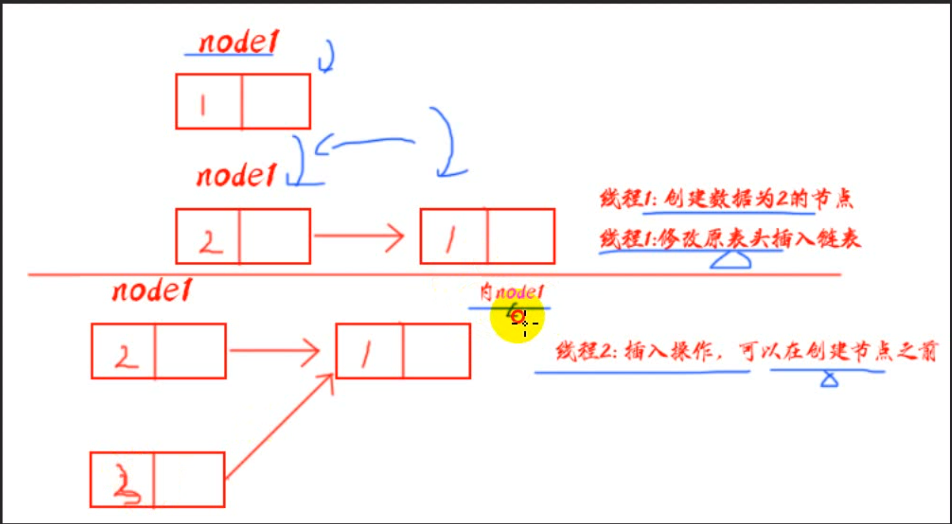 node1
1
node1
2
1
线程1: 创建数据为2的节点
线程1:修改原表头插入链表
node1
内node1
2
1
线程2: 插入操作，可以在创建节点之前